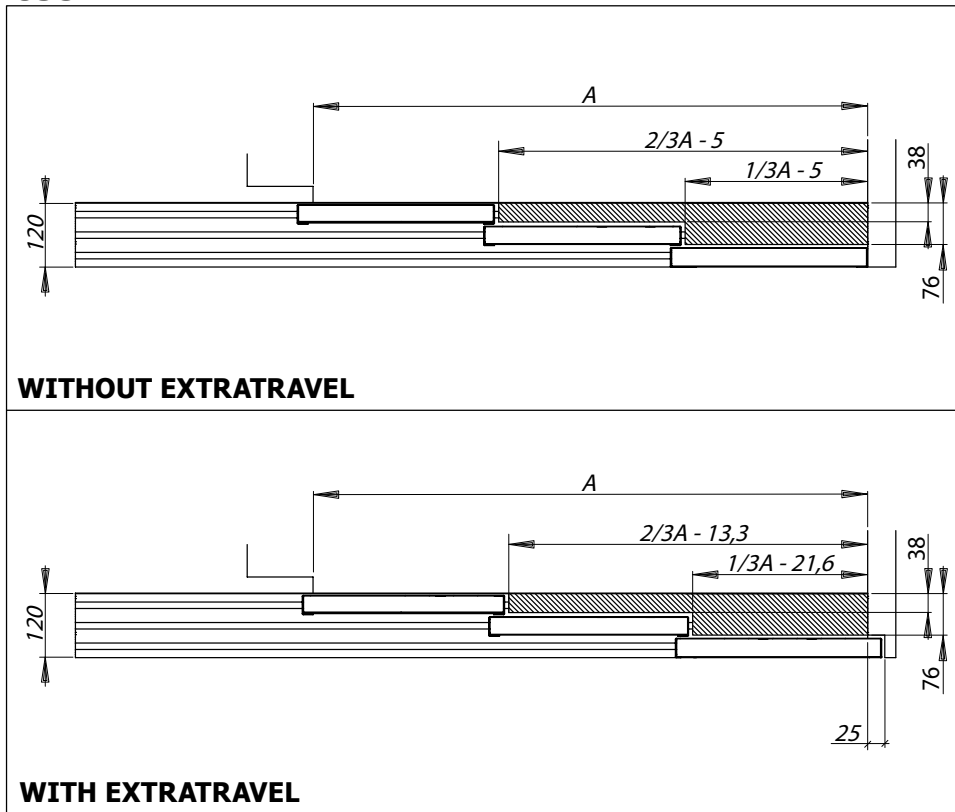 A
2/3A - 5
1/3A - 5
38
120
76
WITHOUT EXTRATRAVEL
A
2/3A - 13,3
1/3A - 21,6
38
120
76
25
WITH EXTRATRAVEL